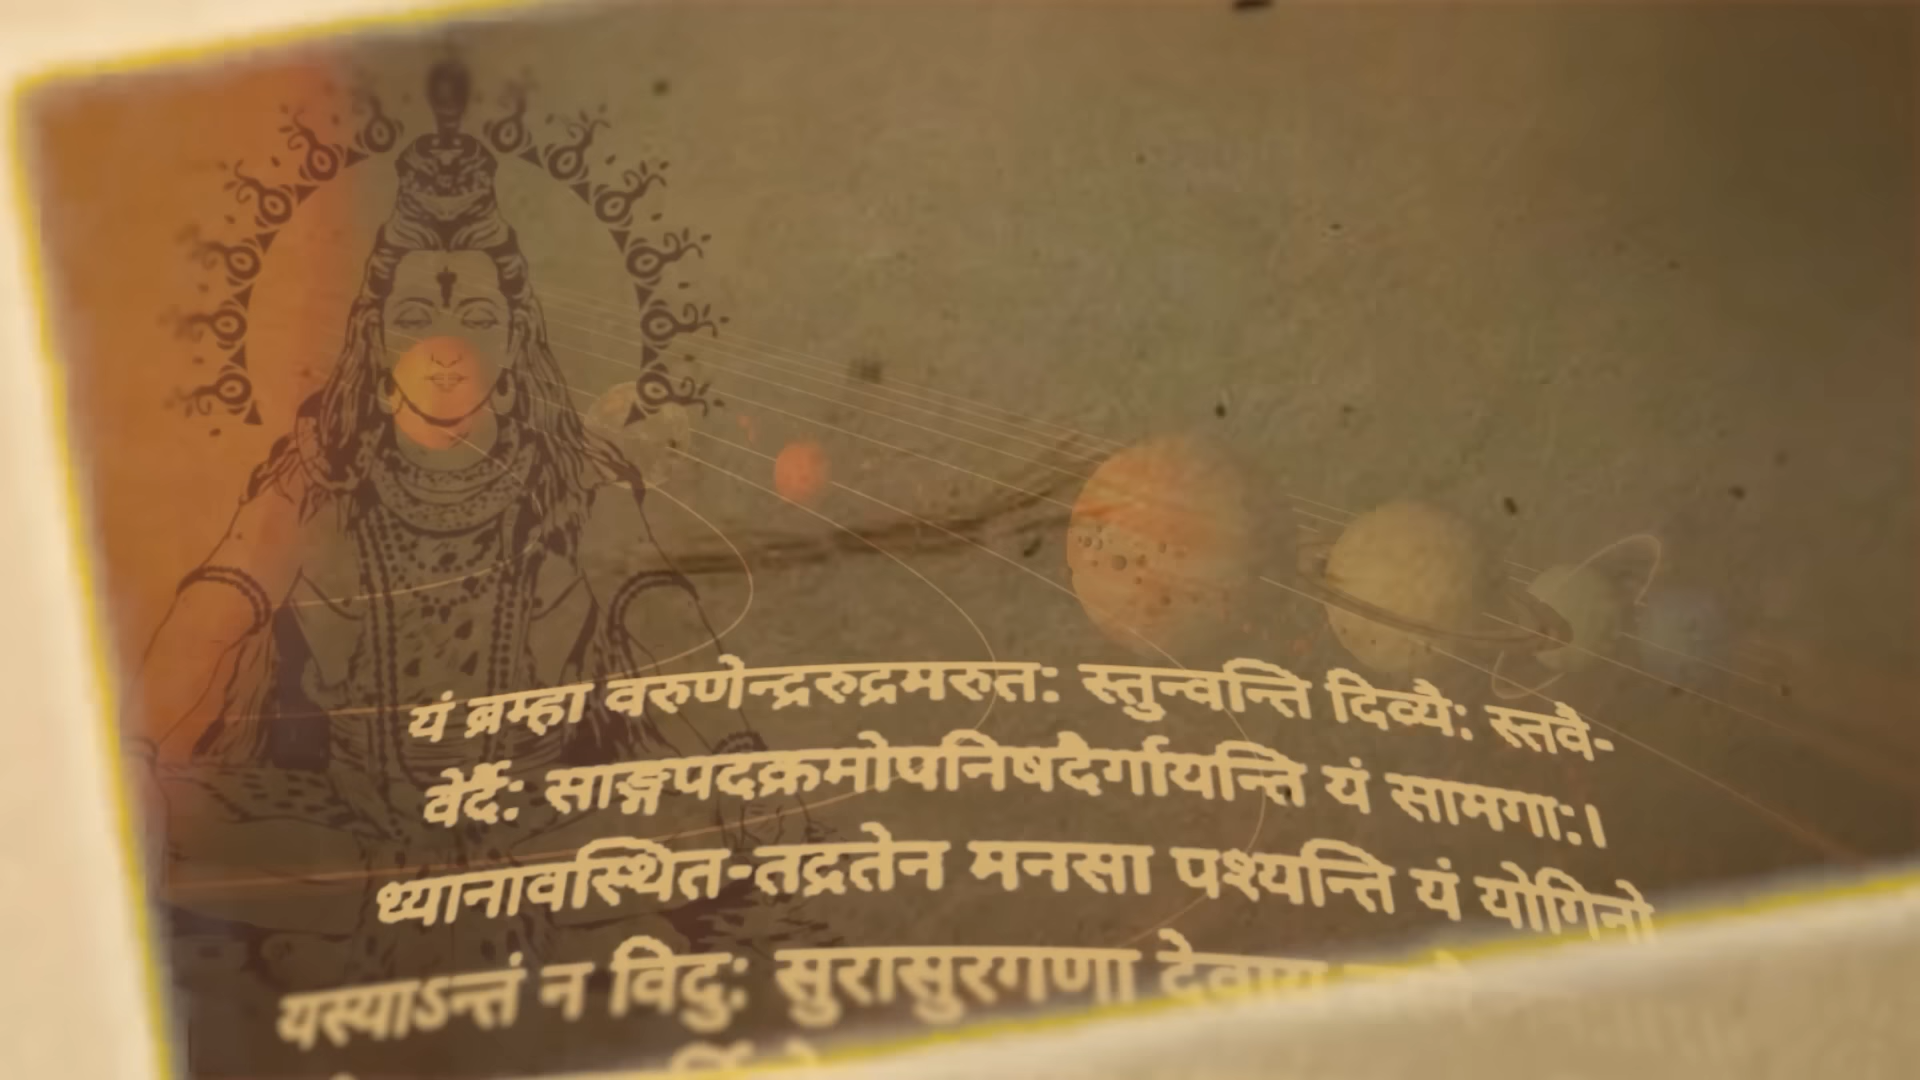 यं ब्रम्हा वरुणेन्द्ररुद्रमरुत: स्तुन्वन्ति दिव्यै: स्तवै-
वेर्दै: साङ्गपदक्रमोपनिषदैर्गायन्ति यं सामगा:।
ध्यानावस्थित-तद्रतेन मनसा पश्यन्ति यं योगिनो
यस्याऽन्तं न विदु: सुरासुरगणा देवाय